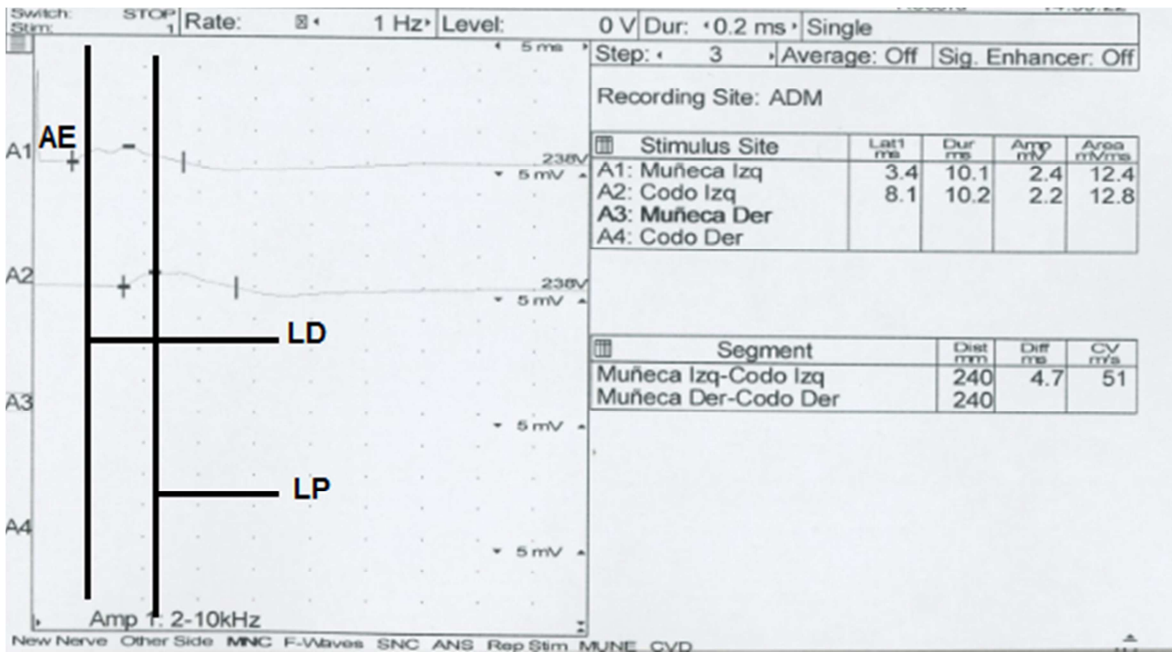 Switch: STOP
Stim: 1
Rate: 1 Hz Level: 0 V Dur: 0.2 ms Single
5 ms
Step: 3 Average: Off Sig. Enhancer: Off
Recording Site: ADM
AE
A1
238V
5 mV
A2
238V
5 mV
LD
A3
5 mV
LP
A4
5 mV
Amp 1: 2-10kHz
Stimulus Site Lat1 ms Dur ms Amp mV Area mVms
A1: Muñeca Izq 3.4 10.1 2.4 12.4
A2: Codo Izq 8.1 10.2 2.2 12.8
A3: Muñeca Der
A4: Codo Der
Segment Dist mm Diff ms CV m/s
Muñeca Izq-Codo Izq 240 4.7 51
Muñeca Der-Codo Der 240
New Nerve Other Side MNC F-Waves SNC ANS Rep Stim MUNE CVD